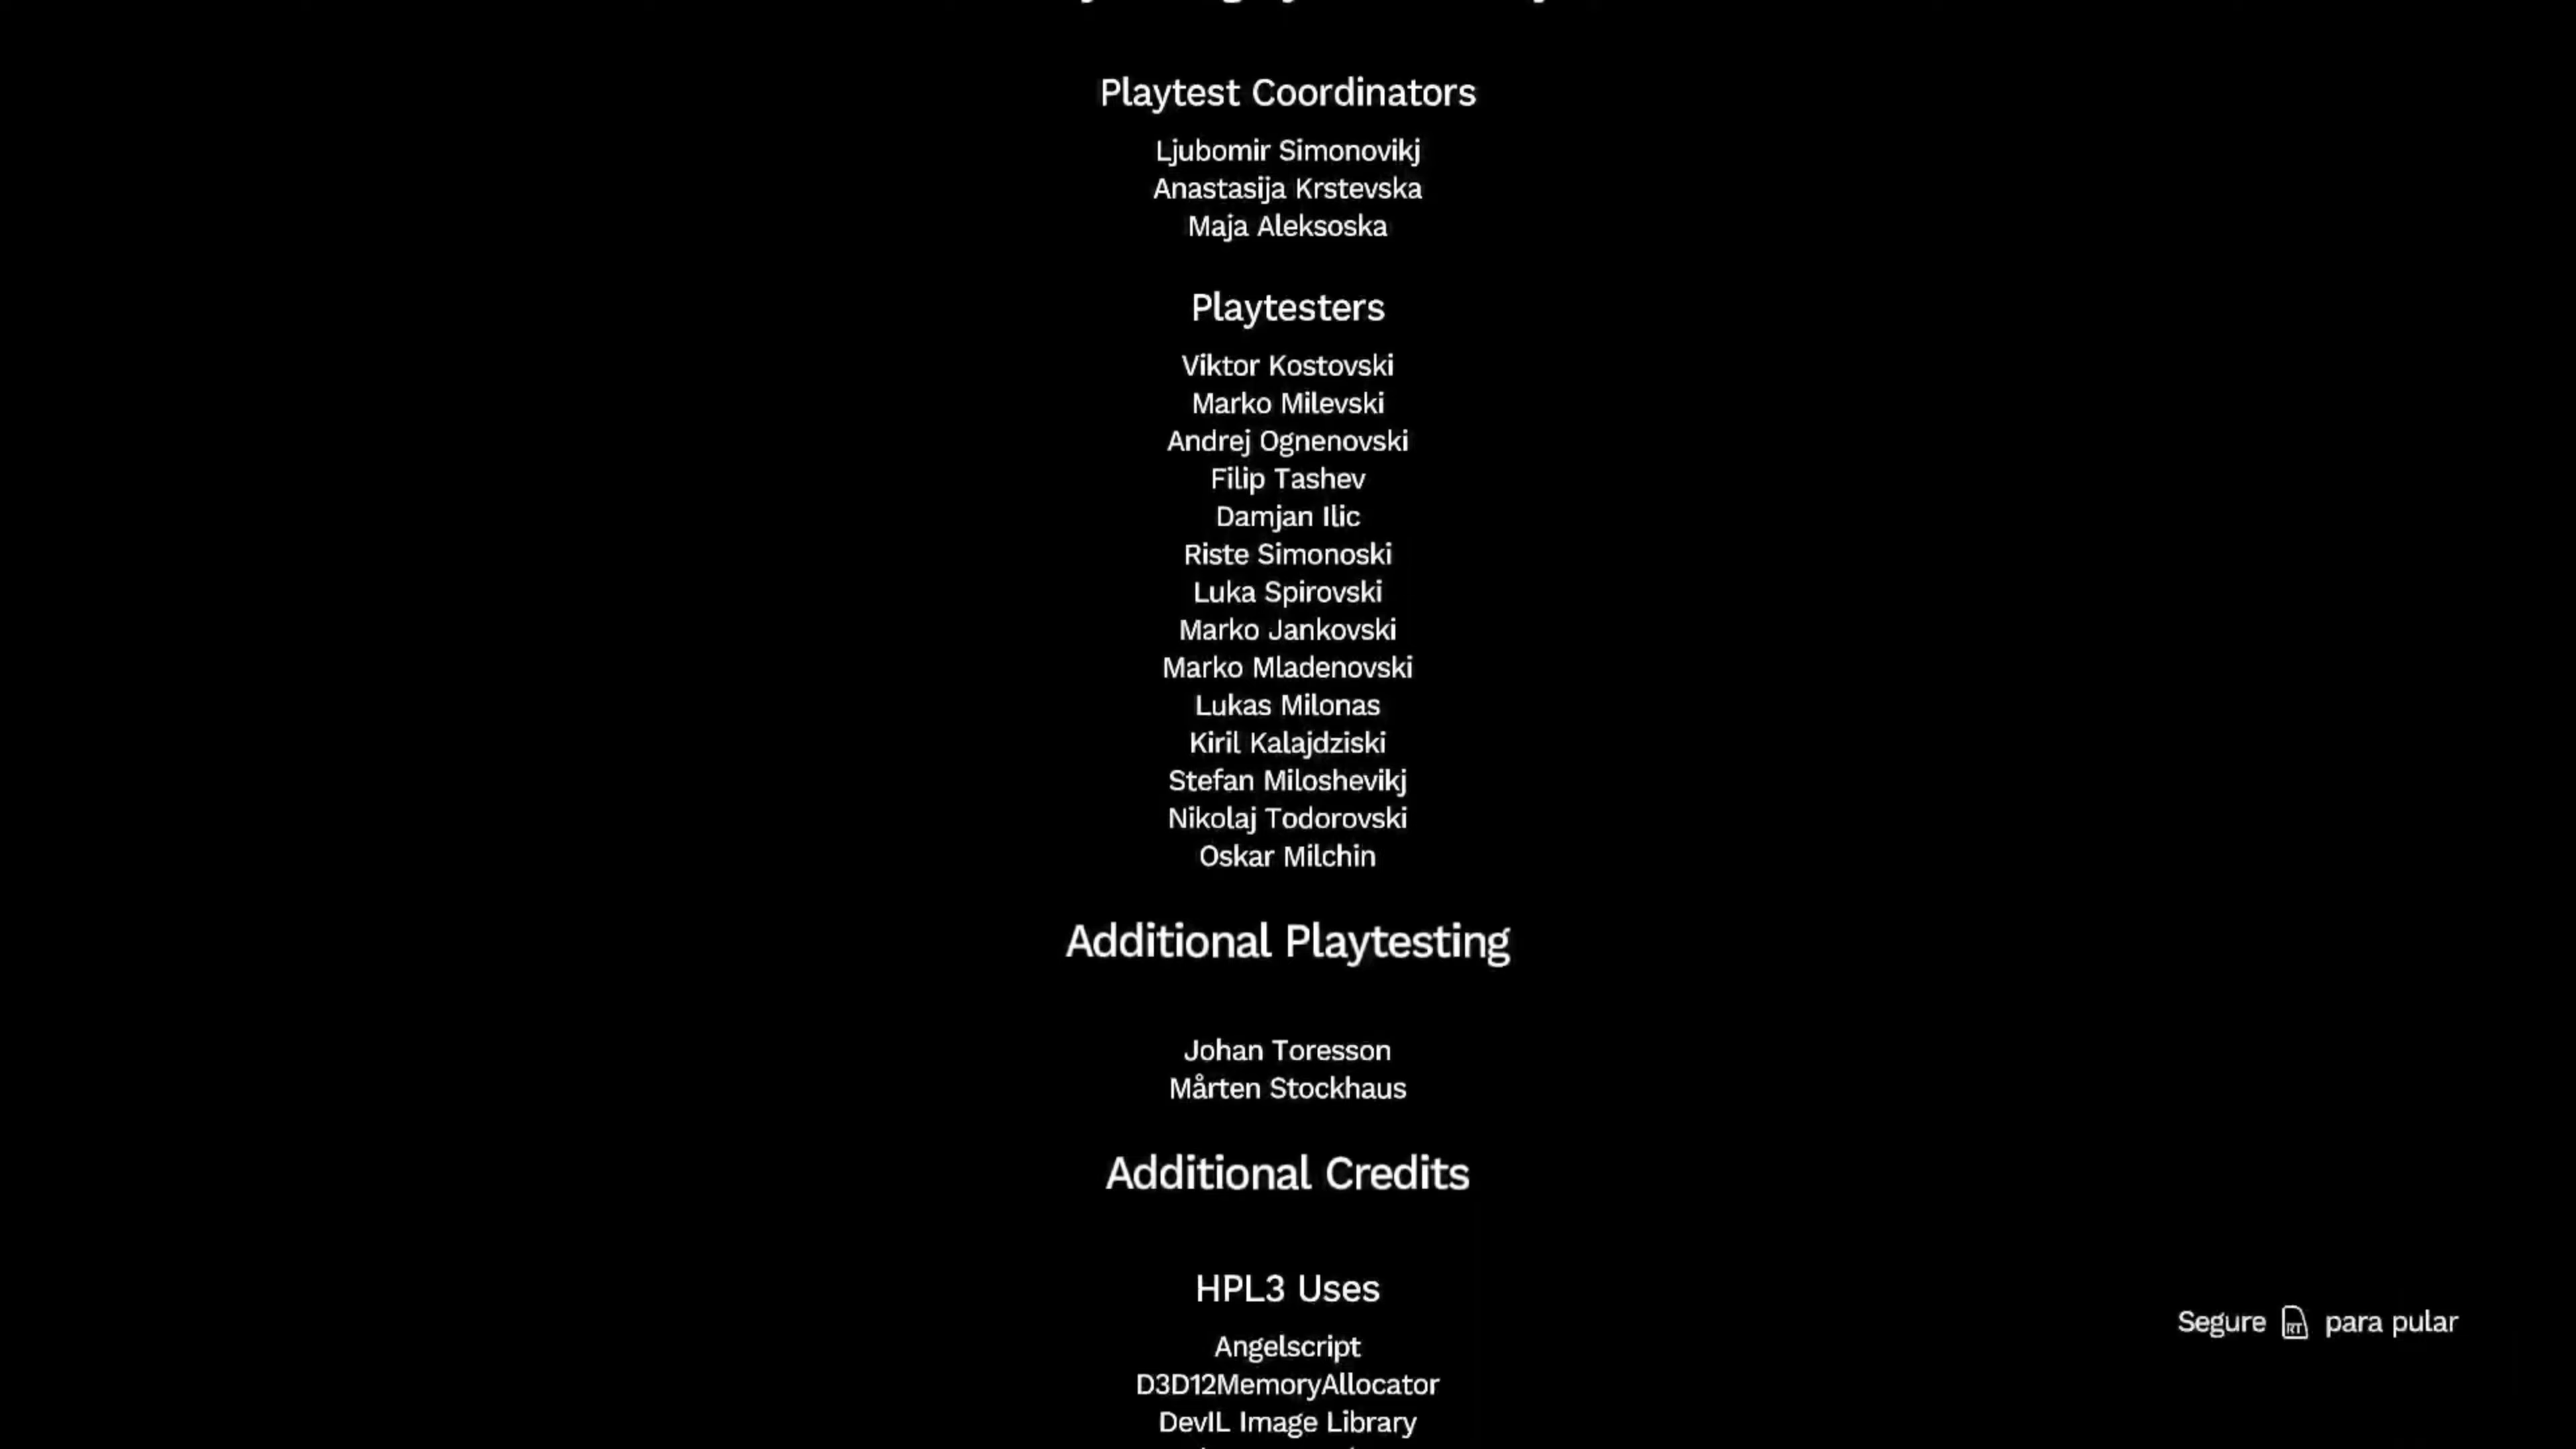 Playtest Coordinators
Ljubomir Simonovikj
Anastasija Krstevska
Maja Aleksoska
Playtesters
Viktor Kostovski
Marko Milevski
Andrej Ognenovski
Filip Tashev
Damjan Ilic
Riste Simonoski
Luka Spirovski
Marko Jankovski
Marko Mladenovski
Lukas Milonas
Kiril Kalajdziski
Stefan Miloshevikj
Nikolaj Todorovski
Oskar Milchin
Additional Playtesting
Johan Toresson
Mårten Stockhaus
Additional Credits
HPL3 Uses
Segure RT para pular
Angelscript
D3D12MemoryAllocator
DevIL Image Library